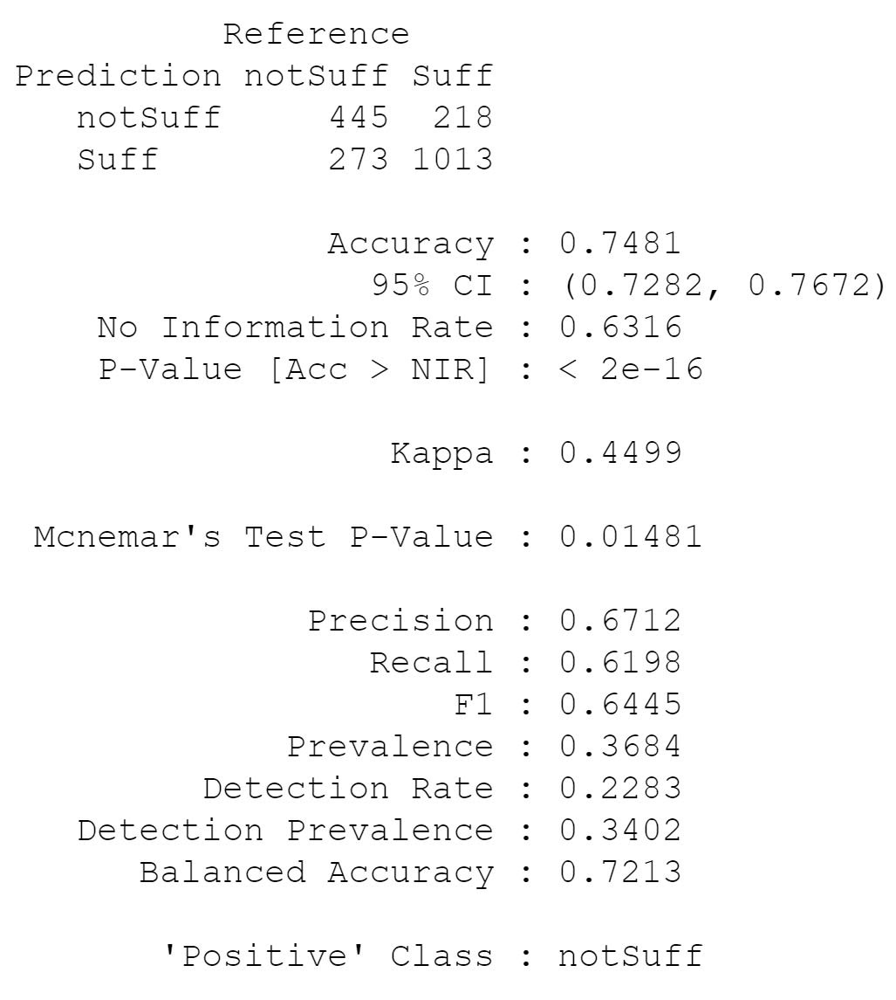 Reference
Prediction notSuff Suff
notSuff 445 218
Suff 273 1013
Accuracy : 0.7481
95% CI : (0.7282, 0.7672)
No Information Rate : 0.6316
P-Value [Acc > NIR] : < 2e-16
Kappa : 0.4499
Mcnemar's Test P-Value : 0.01481
Precision : 0.6712
Recall : 0.6198
F1 : 0.6445
Prevalence : 0.3684
Detection Rate : 0.2283
Detection Prevalence : 0.3402
Balanced Accuracy : 0.7213
'Positive' Class : notSuff